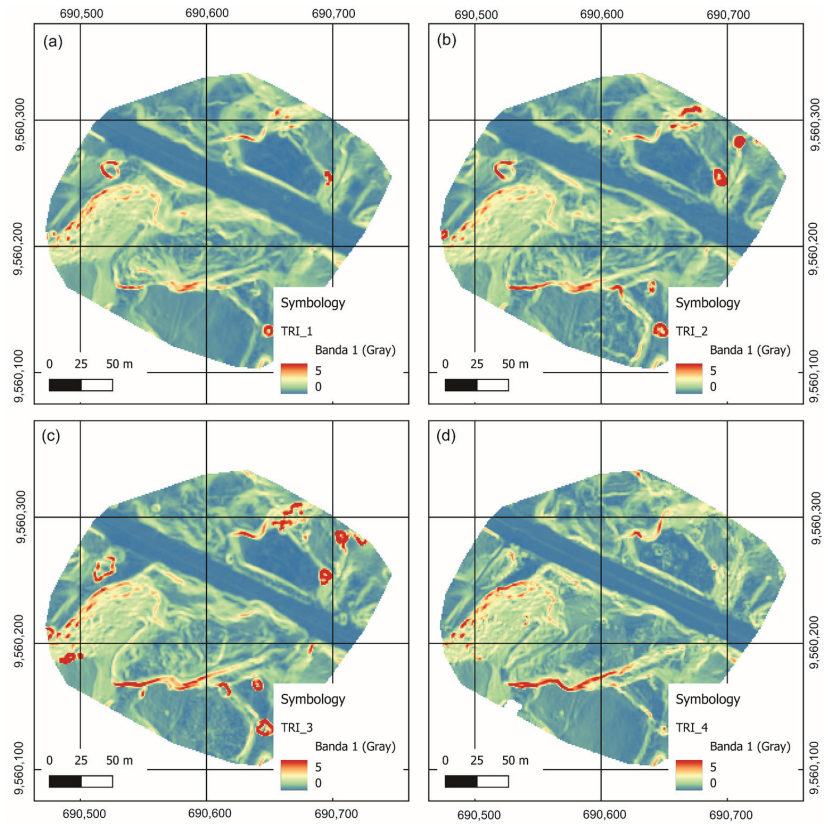 690,500 690,600 690,700 690,500 690,600 690,700
(a) (b)
9,560,300 9,560,300
9,560,200 9,560,200
9,560,100 9,560,100
Symbology Symbology
TRI_1 TRI_2
Banda 1 (Gray) Banda 1 (Gray)
5 5
0 0
0 25 50 m 0 25 50 m
(c) (d)
9,560,300 9,560,300
9,560,200 9,560,200
9,560,100 9,560,100
Symbology Symbology
TRI_3 TRI_4
Banda 1 (Gray) Banda 1 (Gray)
5 5
0 0
0 25 50 m 0 25 50 m
690,500 690,600 690,700 690,500 690,600 690,700